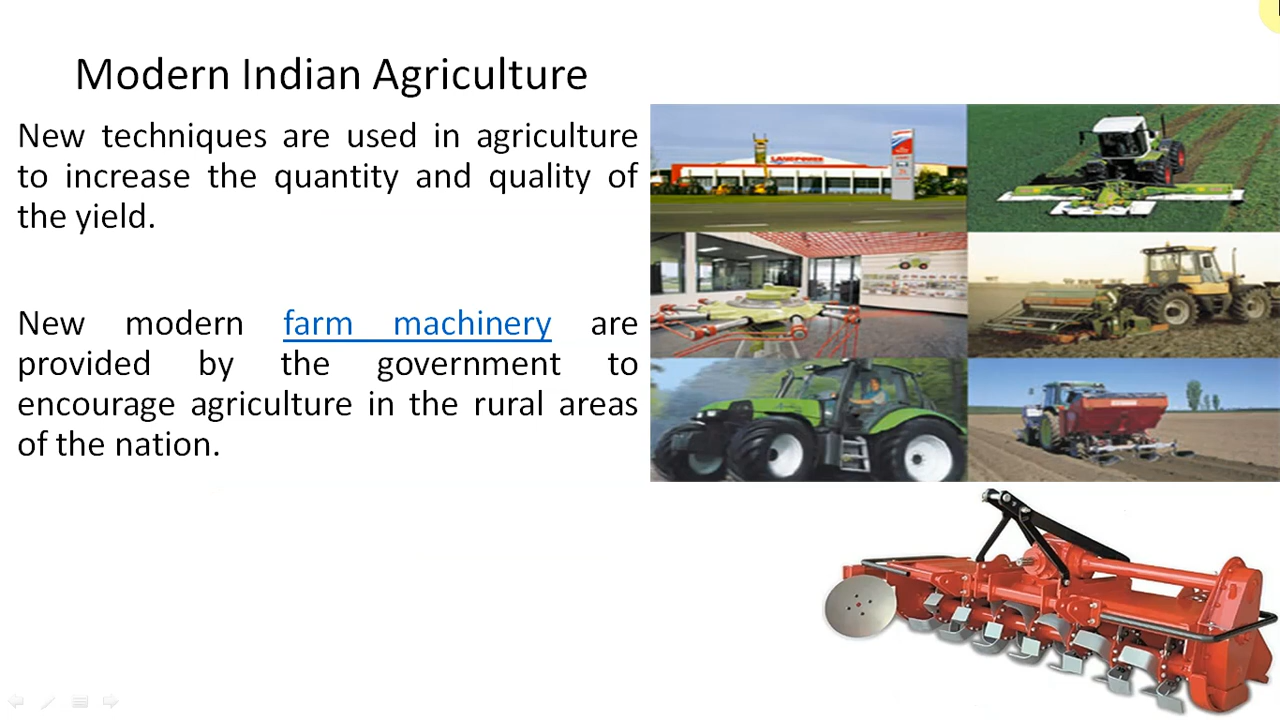 Modern Indian Agriculture
New techniques are used in agriculture
to increase the quantity and quality of
the yield.
New modern farm machinery are
provided by the government to
encourage agriculture in the rural areas
of the nation.
LANDPOWER